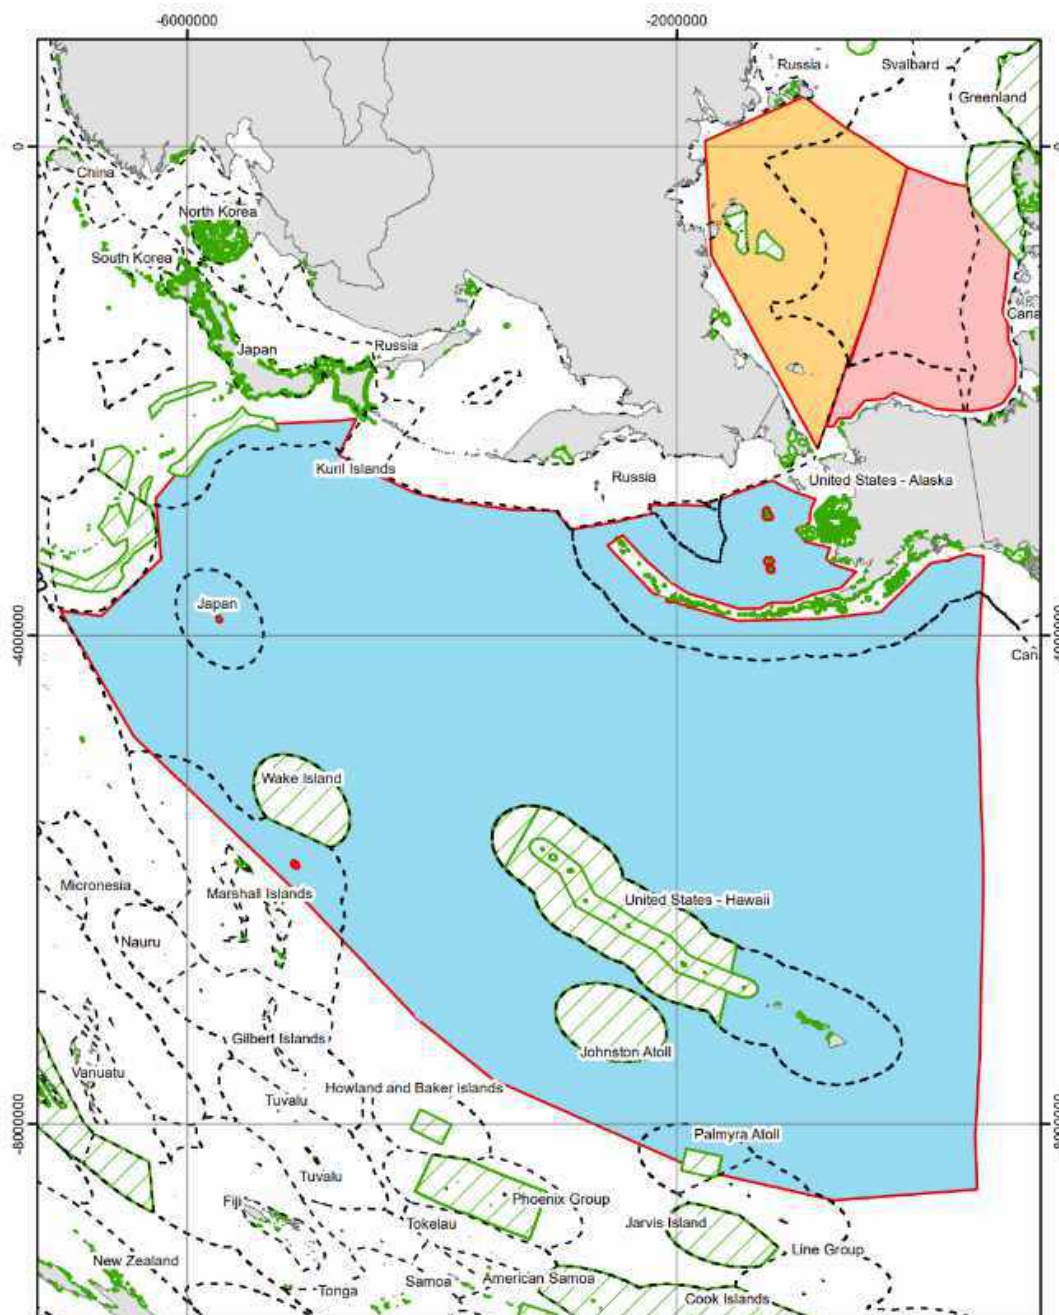 -6000000
-2000000
Russia
Svalbard
Greenland
0
0
China
North Korea
South Korea
Cana
Japan
Russia
Kuril Islands
Russia
United States - Alaska
Japan
-4000000
Can
Wake Island
Micronesia
Marshall Islands
United States - Hawaii
Nauru
Gilbert Islands
Johnston Atoll
Vanuatu
Howland and Baker islands
Tuvalu
-8000000
Palmyra Atoll
Tuvalu
Phoenix Group
Fiji
Tokelau
Jarvis Island
Line Group
New Zealand
Tonga
Samoa
American Samoa
Cook Islands